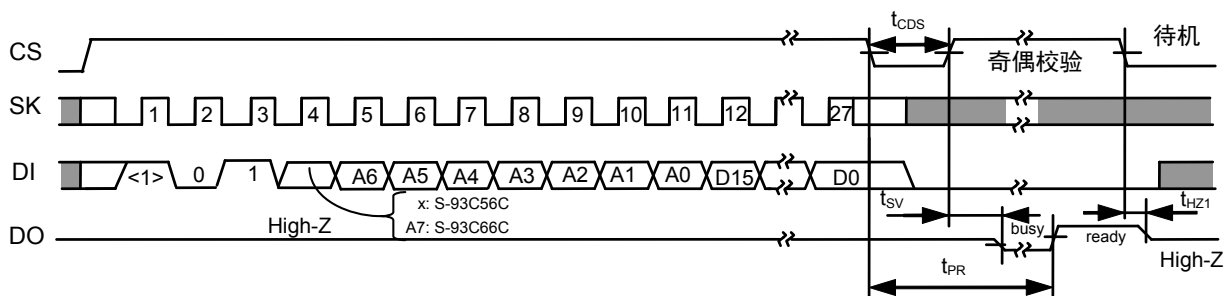 t_CDS
CS
待机
奇偶校验
SK
1 2 3 4 5 6 7 8 9 10 11 12 27
DI
<1> 0 1 A6 A5 A4 A3 A2 A1 A0 D15 D0
x: S-93C56C
A7: S-93C66C
t_SV
t_HZ1
High-Z
busy
ready
DO
High-Z
t_PR